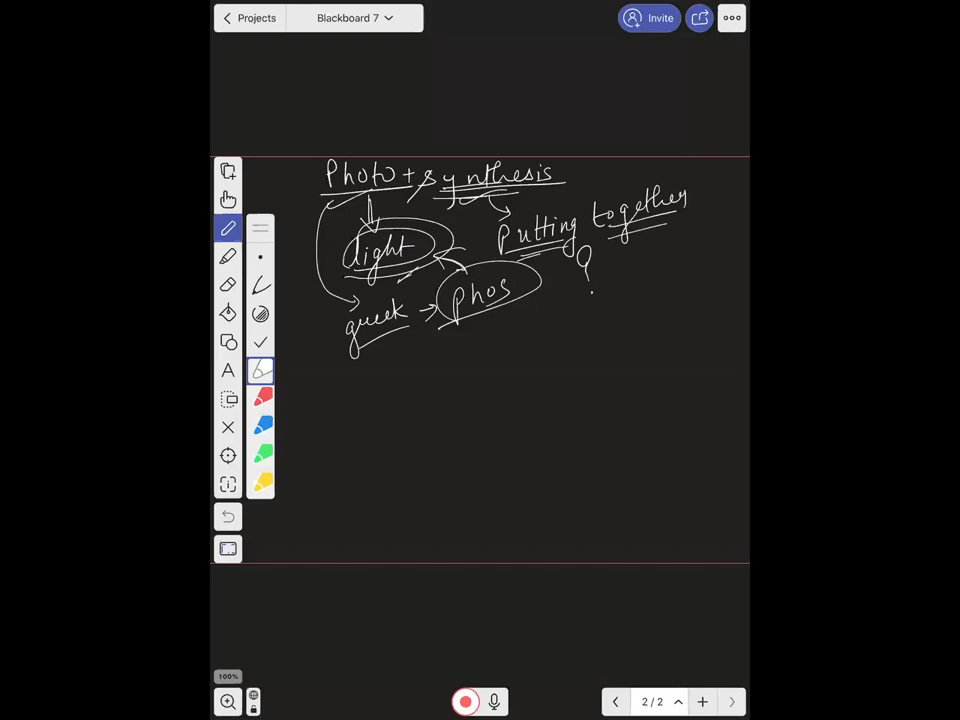 Projects
Blackboard 7
Invite
Photo + synthesis
light
Putting together
?
greek → phos
A
100%
2 / 2